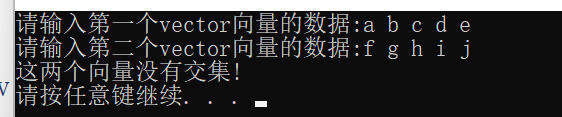 请输入第一个vector向量的数据:a b c d e
请输入第二个vector向量的数据:f g h i j
这两个向量没有交集!
请按任意键继续. . .